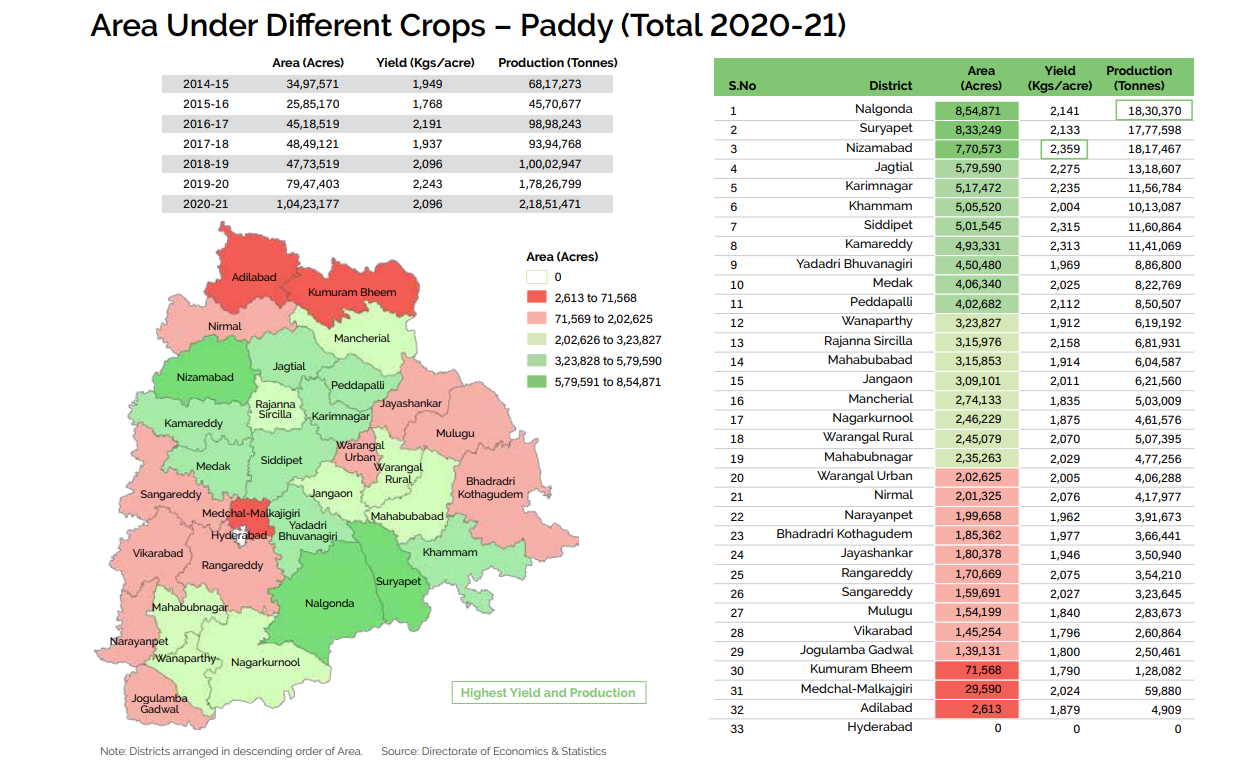 Area Under Different Crops – Paddy (Total 2020-21)
Area (Acres) Yield (Kgs/acre) Production (Tonnes)
2014-15 34,97,571 1,949 68,17,273
2015-16 25,85,170 1,768 45,70,677
2016-17 45,18,519 2,191 98,98,243
2017-18 48,49,121 1,937 93,94,768
2018-19 47,73,519 2,096 1,00,02,947
2019-20 79,47,403 2,243 1,78,26,799
2020-21 1,04,23,177 2,096 2,18,51,471
Adilabad
Kumuram Bheem
Nirmal
Mancherial
Nizamabad
Jagtial
Peddapalli
Rajanna
Sircilla
Jayashankar
Kamareddy
Karimnagar
Mulugu
Warangal
Urban
Medak
Siddipet
Warangal
Rural
Bhadradri
Kothagudem
Sangareddy
Jangaon
Medchal-Malkajigiri
Mahabubabad
Hyderabad
Yadadri
Bhuvanagiri
Vikarabad
Rangareddy
Khammam
Suryapet
Nalgonda
Mahabubnagar
Narayanpet
Wanaparthy
Nagarkurnool
Jogulamba
Gadwal
Area (Acres)
0
2,613 to 71,568
71,569 to 2,02,625
2,02,626 to 3,23,827
3,23,828 to 5,79,590
5,79,591 to 8,54,871
Highest Yield and Production
Note: Districts arranged in descending order of Area. Source: Directorate of Economics & Statistics
Area Yield Production
S.No District (Acres) (Kgs/acre) (Tonnes)
1 Nalgonda 8,54,871 2,141 18,30,370
2 Suryapet 8,33,249 2,133 17,77,598
3 Nizamabad 7,70,573 2,359 18,17,467
4 Jagtial 5,79,590 2,275 13,18,607
5 Karimnagar 5,17,472 2,235 11,56,784
6 Khammam 5,05,520 2,004 10,13,087
7 Siddipet 5,01,545 2,315 11,60,864
8 Kamareddy 4,93,331 2,313 11,41,069
9 Yadadri Bhuvanagiri 4,50,480 1,969 8,86,800
10 Medak 4,06,340 2,025 8,22,769
11 Peddapalli 4,02,682 2,112 8,50,507
12 Wanaparthy 3,23,827 1,912 6,19,192
13 Rajanna Sircilla 3,15,976 2,158 6,81,931
14 Mahabubabad 3,15,853 1,914 6,04,587
15 Jangaon 3,09,101 2,011 6,21,560
16 Mancherial 2,74,133 1,835 5,03,009
17 Nagarkurnool 2,46,229 1,875 4,61,576
18 Warangal Rural 2,45,079 2,070 5,07,395
19 Mahabubnagar 2,35,263 2,029 4,77,256
20 Warangal Urban 2,02,625 2,005 4,06,288
21 Nirmal 2,01,325 2,076 4,17,977
22 Narayanpet 1,99,658 1,962 3,91,673
23 Bhadradri Kothagudem 1,85,362 1,977 3,66,441
24 Jayashankar 1,80,378 1,946 3,50,940
25 Rangareddy 1,70,669 2,075 3,54,210
26 Sangareddy 1,59,691 2,027 3,23,645
27 Mulugu 1,54,199 1,840 2,83,673
28 Vikarabad 1,45,254 1,796 2,60,864
29 Jogulamba Gadwal 1,39,131 1,800 2,50,461
30 Kumuram Bheem 71,568 1,790 1,28,082
31 Medchal-Malkajgiri 29,590 2,024 59,880
32 Adilabad 2,613 1,879 4,909
33 Hyderabad 0 0 0